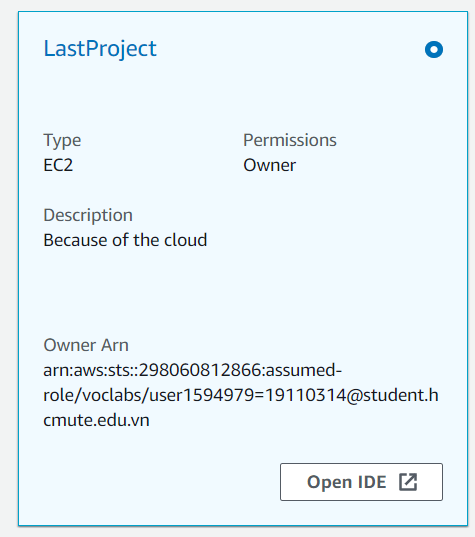 LastProject
Type
Permissions
EC2
Owner
Description
Because of the cloud
Owner Arn
arn:aws:sts::298060812866:assumed-
role/voclabs/user1594979=19110314@student.h
cmute.edu.vn
Open IDE